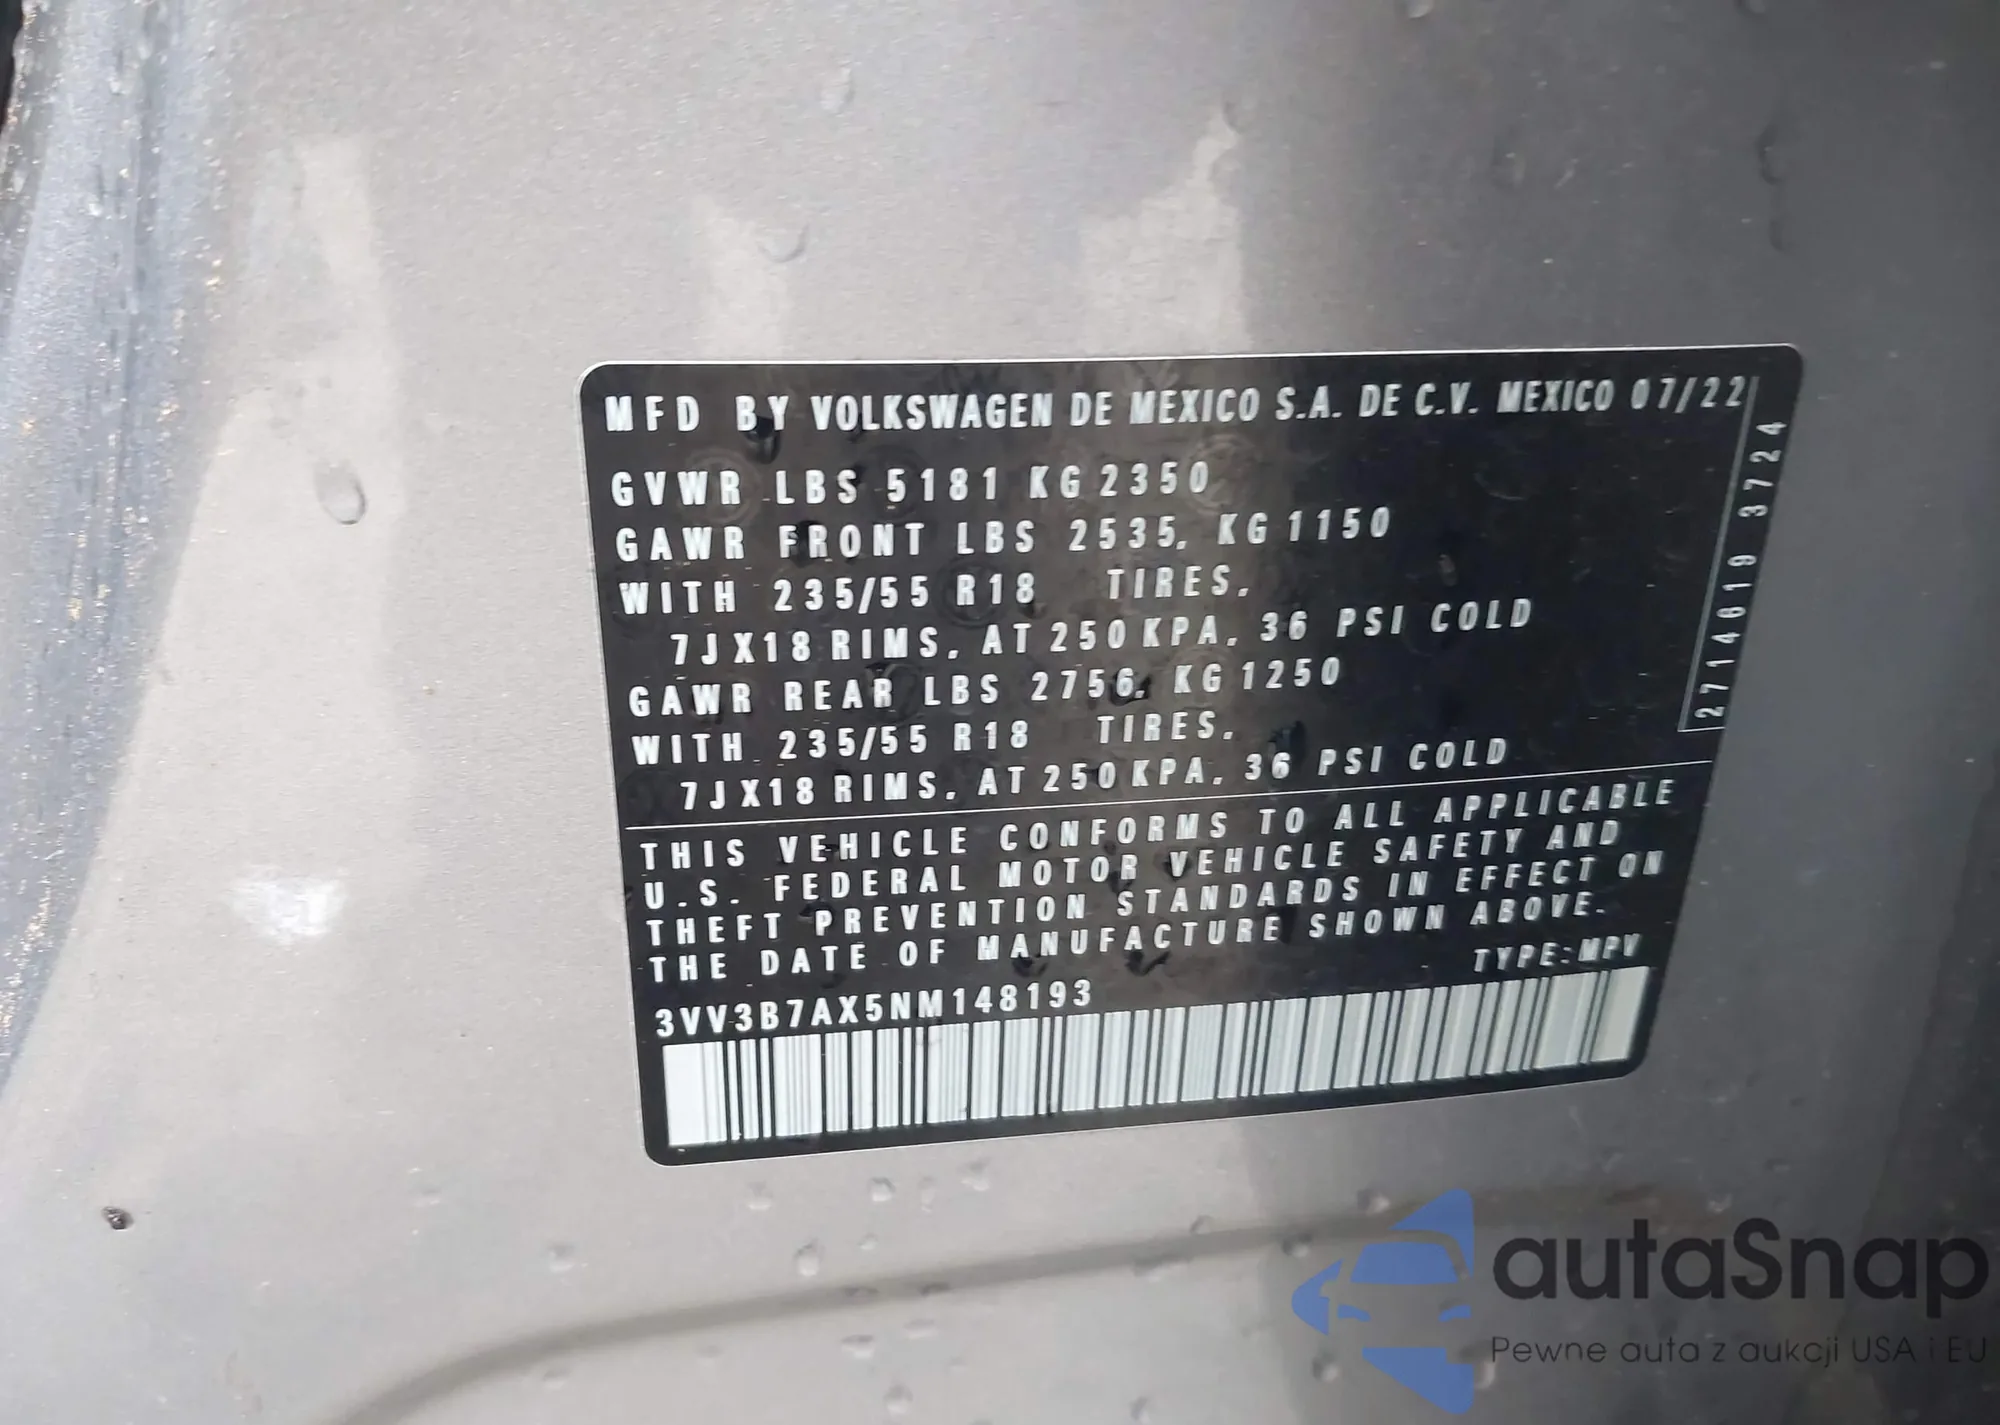 MFD BY VOLKSWAGEN DE MEXICO S.A. DE C.V. MEXICO 07/22
GVWR LBS 5181 KG 2350
GAWR FRONT LBS 2535, KG 1150
WITH 235/55 R18 TIRES,
7JX18 RIMS, AT 250 KPA, 36 PSI COLD
GAWR REAR LBS 2756, KG 1250
WITH 235/55 R18 TIRES,
7JX18 RIMS, AT 250 KPA, 36 PSI COLD
2714619 3724
THIS VEHICLE CONFORMS TO ALL APPLICABLE
U.S. FEDERAL MOTOR VEHICLE SAFETY AND
THEFT PREVENTION STANDARDS IN EFFECT ON
THE DATE OF MANUFACTURE SHOWN ABOVE.
TYPE:MPV
3VV3B7AX5NM148193
autaSnap
Pewne auta z aukcji USA i EU